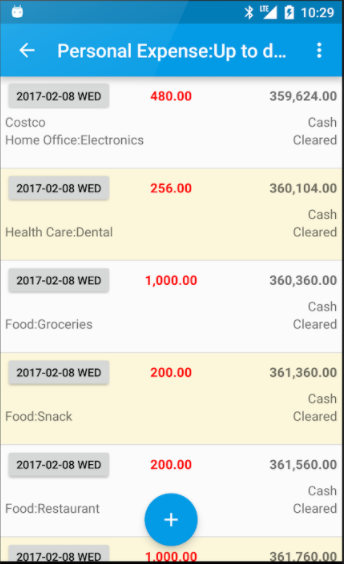 LTE 10:29
Personal Expense:Up to d...
2017-02-08 WED 480.00 359,624.00
Costco Cash
Home Office:Electronics Cleared
2017-02-08 WED 256.00 360,104.00
Cash
Health Care:Dental Cleared
2017-02-08 WED 1,000.00 360,360.00
Cash
Food:Groceries Cleared
2017-02-08 WED 200.00 361,360.00
Cash
Food:Snack Cleared
2017-02-08 WED 200.00 361,560.00
Cash
Food:Restaurant Cleared
2017-02-08 WED 1,000.00 361,760.00